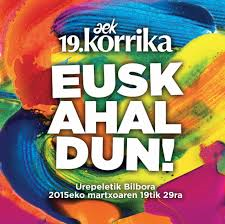 aek
19.korrika
EUSK
AHAL
DUN!
Urepeletik Bilbora
2015eko martxoaren 19tik 29ra